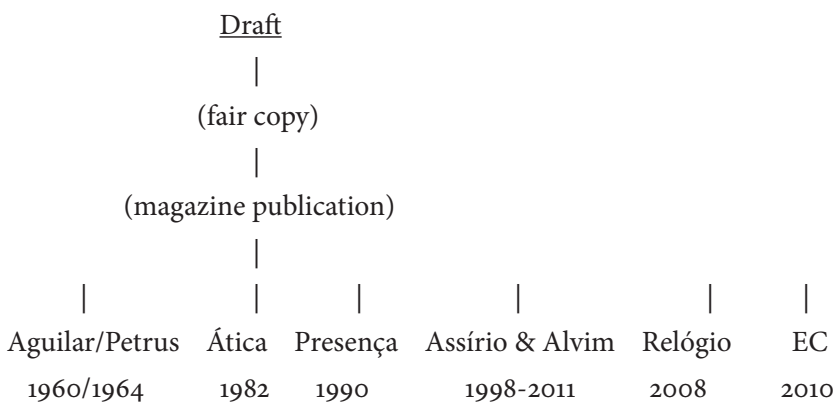 Draft
|
(fair copy)
|
(magazine publication)
|
| | | | | |
Aguilar/Petrus Ática Presença Assírio & Alvim Relógio EC
1960/1964 1982 1990 1998-2011 2008 2010